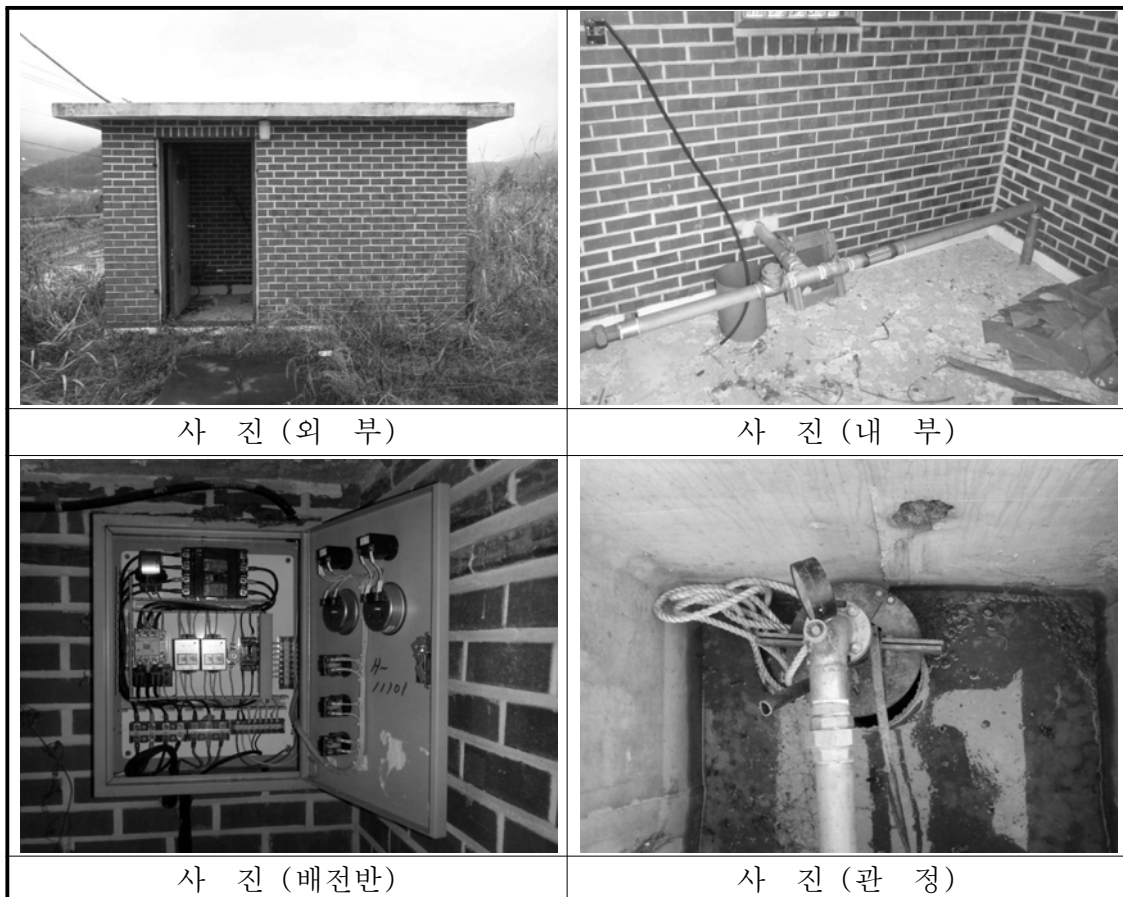 사 진 (외 부)
사 진 (내 부)
H-
11101
사 진 (배전반)
사 진 (관 정)